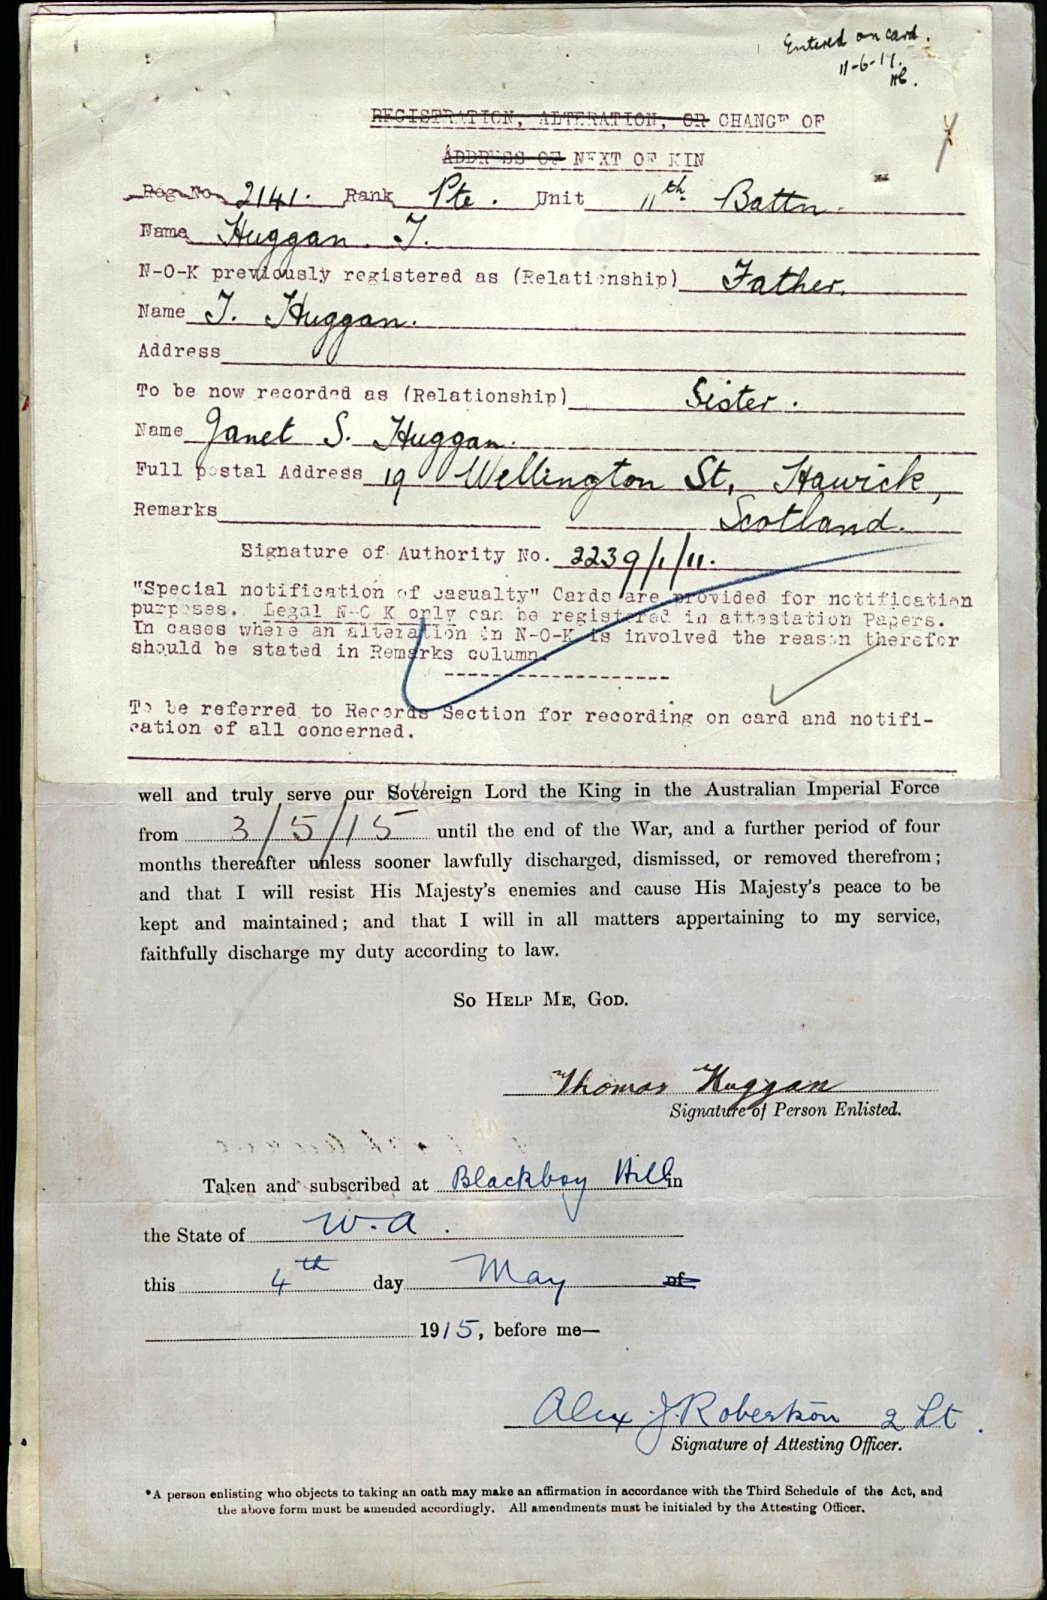 Entered on card.
11-6-17.
REGISTRATION, ALTERATION, OR CHANGE OF
ADDRESS OF NEXT OF KIN
Reg No 2141. Rank Pte. Unit 11th Battn.
Name Huggan. T.
N-O-K previously registered as (Relationship) Father.
Name T. Huggan.
Address
To be now recorded as (Relationship) Sister.
Name Janet S. Huggan.
Full postal Address 19 Wellington St, Hawick,
Remarks Scotland.
Signature of Authority No. 2239/1/11.
"Special notification of casualty" Cards are provided for notification
purposes. Legal N-O-K only can be registered in attestation Papers.
In cases where an alteration in N-O-K is involved the reason therefor
should be stated in Remarks column.
To be referred to Records Section for recording on card and notifi-
cation of all concerned.
well and truly serve our Sovereign Lord the King in the Australian Imperial Force
from 3/5/15 until the end of the War, and a further period of four
months thereafter unless sooner lawfully discharged, dismissed, or removed therefrom;
and that I will resist His Majesty's enemies and cause His Majesty's peace to be
kept and maintained; and that I will in all matters appertaining to my service,
faithfully discharge my duty according to law.
So Help Me, God.
Thomas Huggan
Signature of Person Enlisted.
Taken and subscribed at Blackboy Hill in
the State of W.A.
this 4th day May of
1915, before me—
Alex J. Robertson 2 Lt.
Signature of Attesting Officer.
*A person enlisting who objects to taking an oath may make an affirmation in accordance with the Third Schedule of the Act, and
the above form must be amended accordingly. All amendments must be initialed by the Attesting Officer.